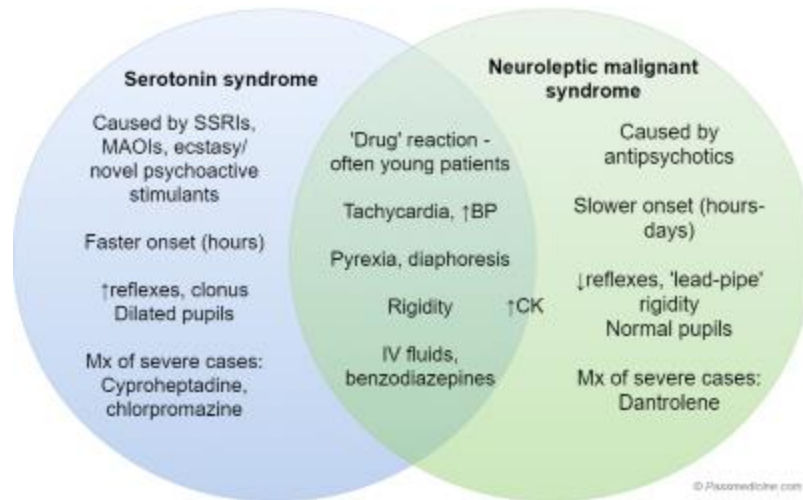 Serotonin syndrome
Caused by SSRIs,
MAOIs, ecstasy/
novel psychoactive
stimulants
Faster onset (hours)
↑reflexes, clonus
Dilated pupils
Mx of severe cases:
Cyproheptadine,
chlorpromazine
'Drug' reaction -
often young patients
Tachycardia, ↑BP
Pyrexia, diaphoresis
Rigidity
↑CK
IV fluids,
benzodiazepines
Neuroleptic malignant
syndrome
Caused by
antipsychotics
Slower onset (hours-
days)
↓reflexes, 'lead-pipe'
rigidity
Normal pupils
Mx of severe cases:
Dantrolene
© Passmedicine.com